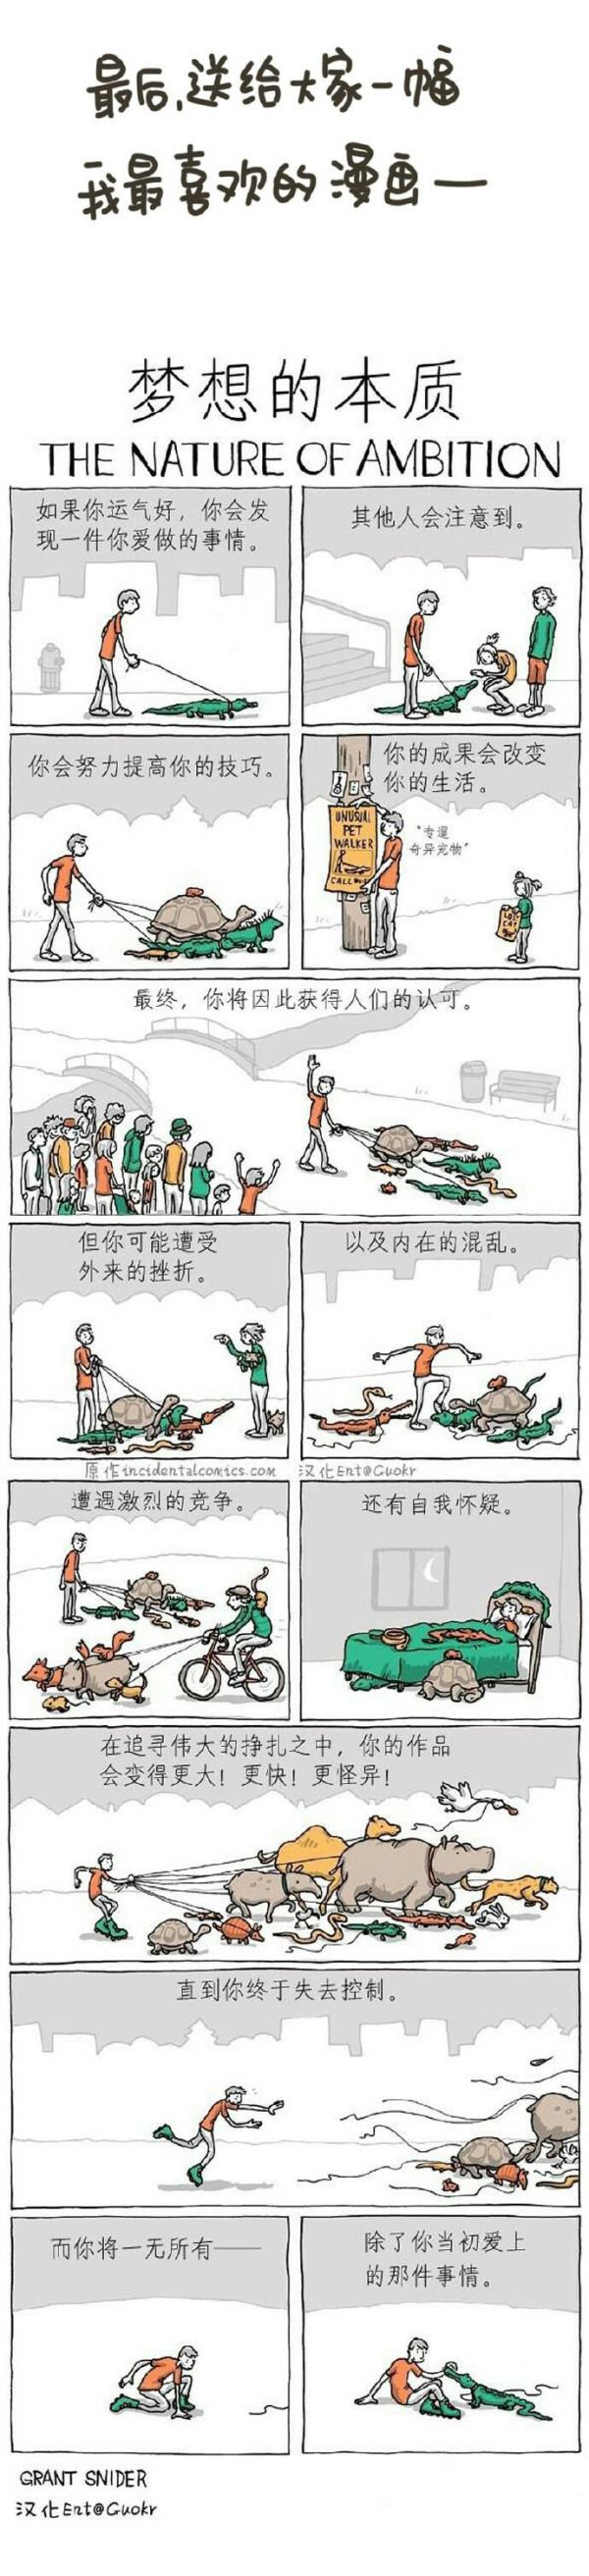 最后,送给大家一幅
我最喜欢的漫画一
梦想的本质
THE NATURE OF AMBITION
如果你运气好，你会发
现一件你爱做的事情。
其他人会注意到。
你会努力提高你的技巧。
你的成果会改变
你的生活。
UNUSUAL
PET
WALKER
"专遛
奇异宠物"
最终，你将因此获得人们的认可。
但你可能遭受
外来的挫折。
以及内在的混乱。
原作incidentalcomics.com 汉化Ent@Guokr
遭遇激烈的竞争。
还有自我怀疑。
在追寻伟大的挣扎之中，你的作品
会变得更大！更快！更怪异！
直到你终于失去控制。
而你将一无所有——
除了你当初爱上
的那件事情。
GRANT SNIDER
汉化Ent@Guokr